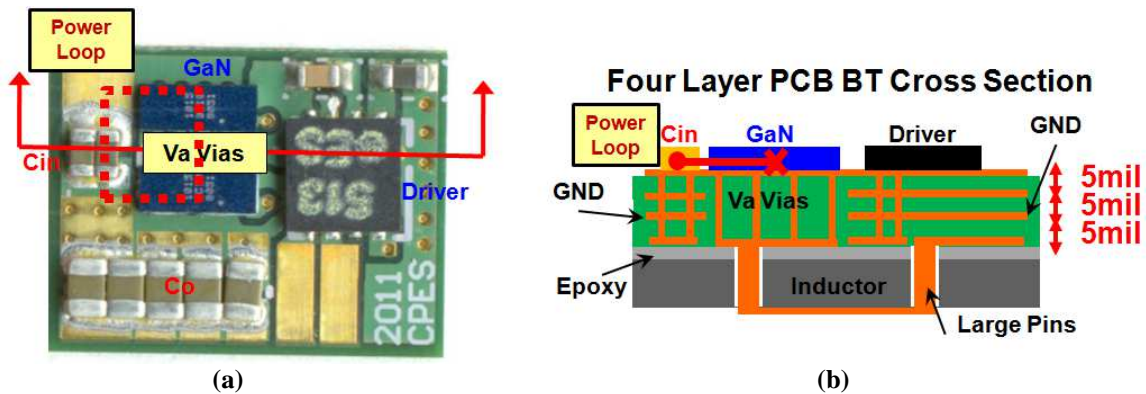 Power
Loop
GaN
Va Vias
Cin
Driver
Co
2011
CPES
(a)
Four Layer PCB BT Cross Section
Power
Loop
Cin
GaN
Driver
GND
GND
Va Vias
5mil
5mil
5mil
Epoxy
Inductor
Large Pins
(b)